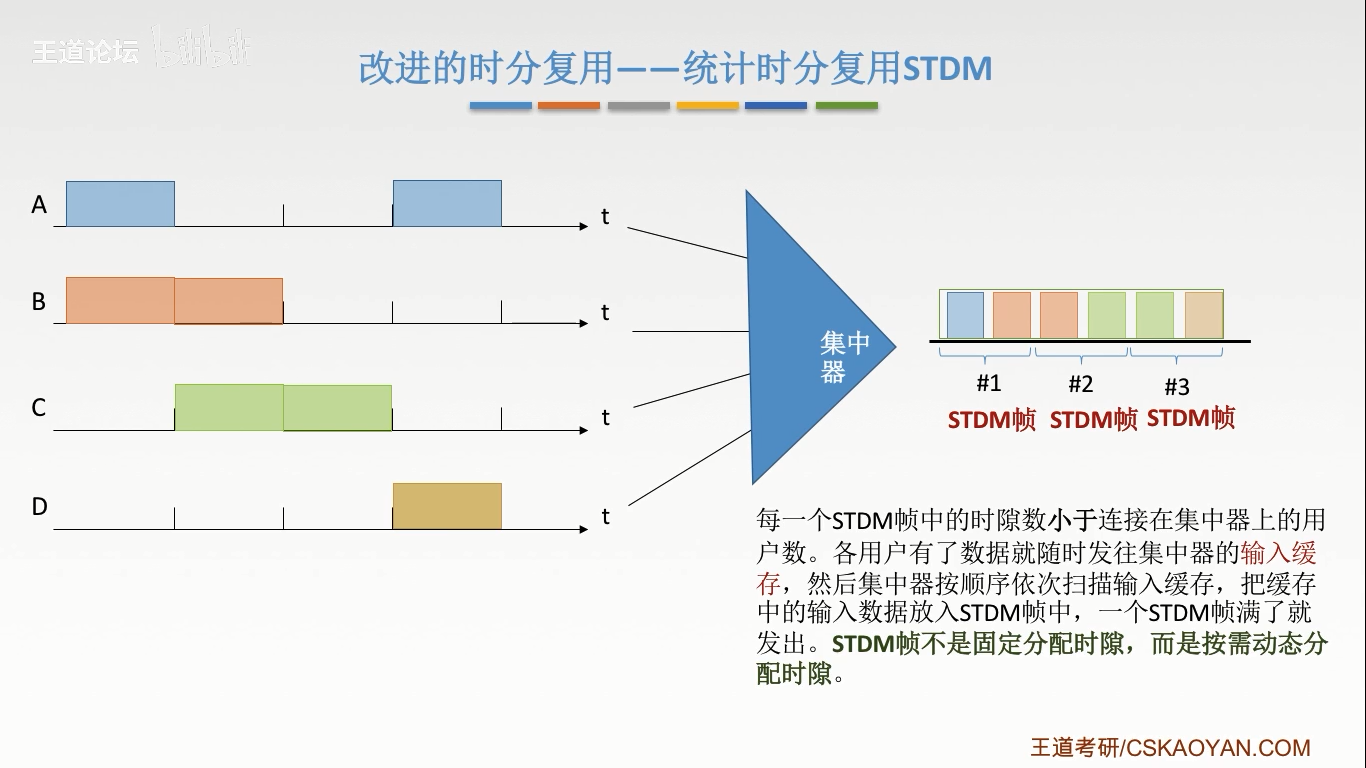 王道论坛 bilibili
改进的时分复用——统计时分复用STDM
A
t
B
t
C
t
D
t
集中
器
#1
#2
#3
STDM帧 STDM帧 STDM帧
每一个STDM帧中的时隙数小于连接在集中器上的用
户数。各用户有了数据就随时发往集中器的输入缓
存，然后集中器按顺序依次扫描输入缓存，把缓存
中的输入数据放入STDM帧中，一个STDM帧满了就
发出。STDM帧不是固定分配时隙，而是按需动态分
配时隙。
王道考研/CSKAOYAN.COM